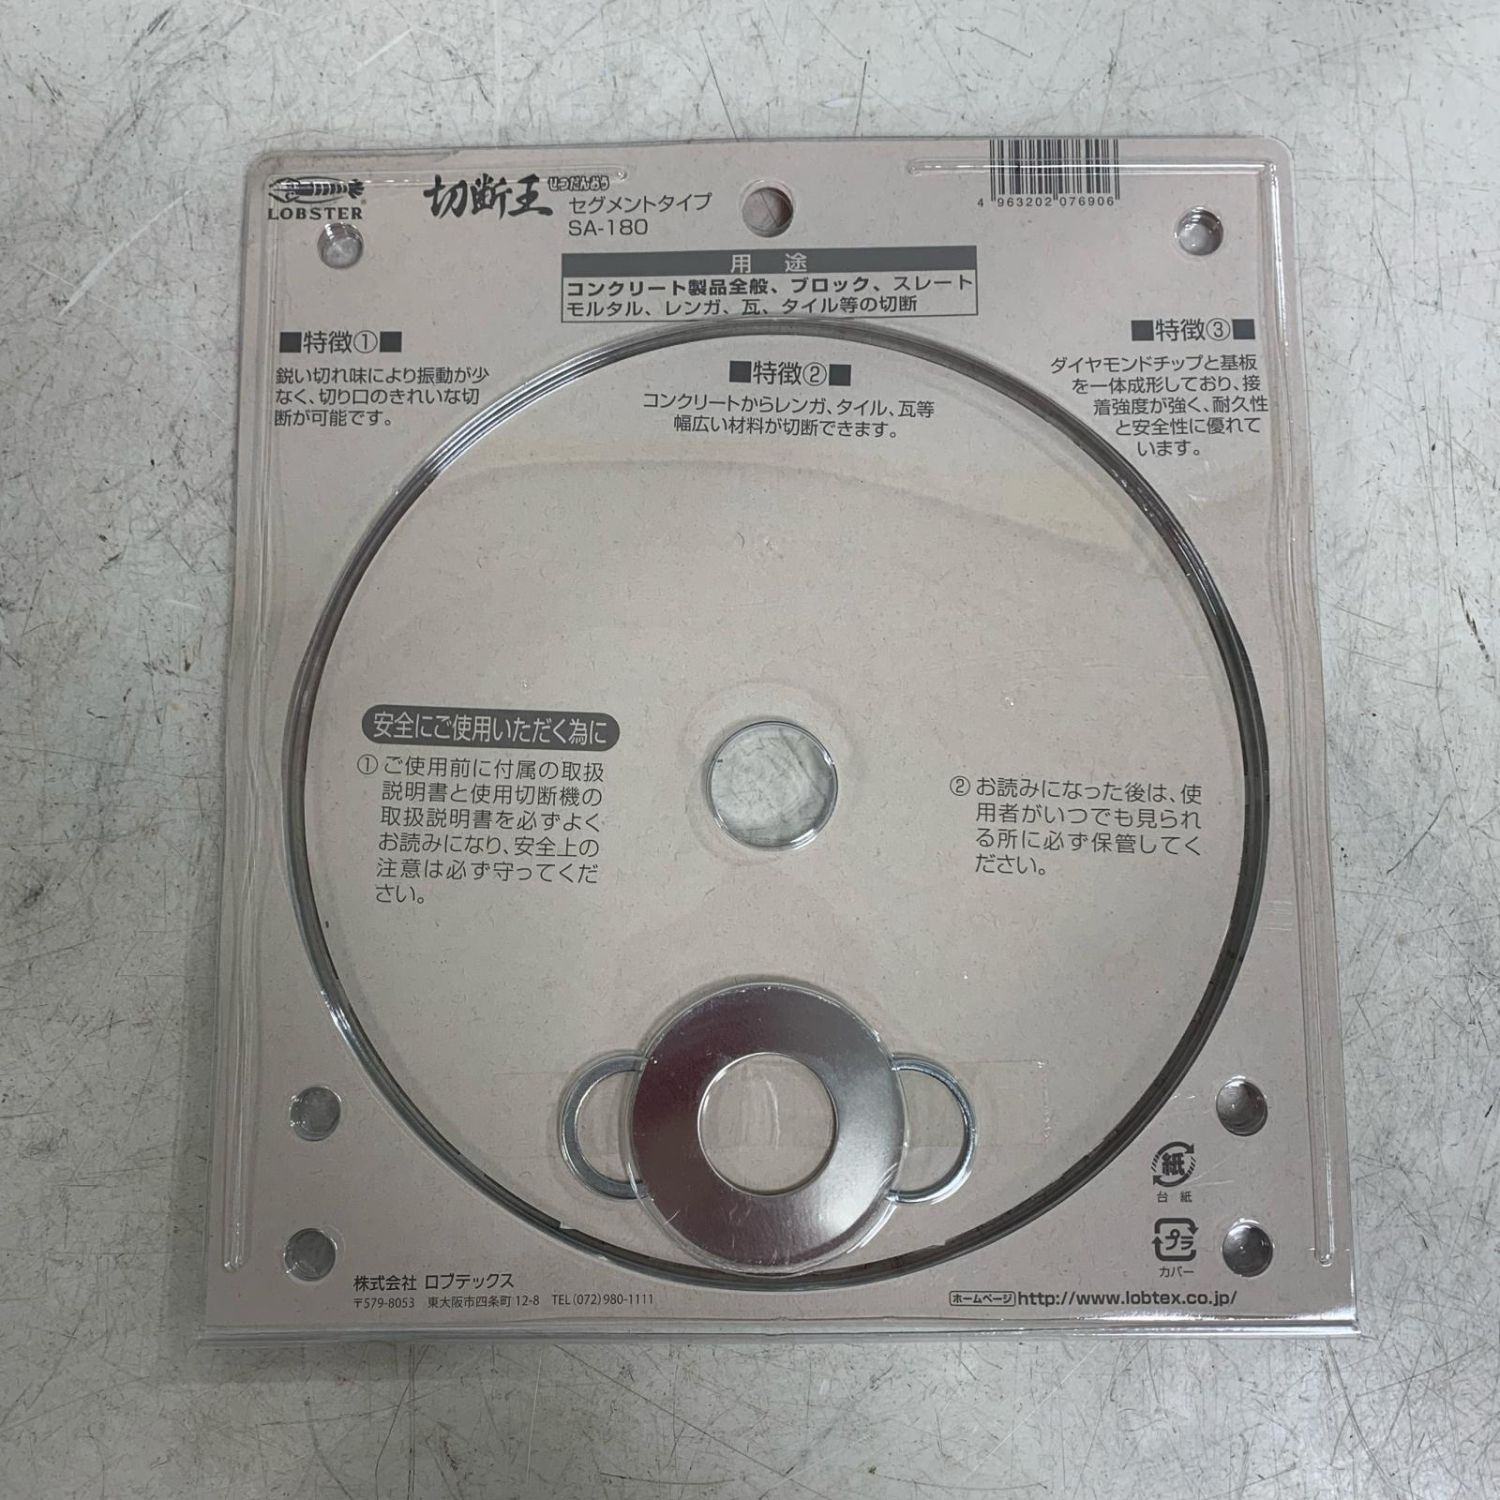 LOBSTER
切断王
せつだんおう
セグメントタイプ
SA-180
4 963202 076906
用 途
コンクリート製品全般、ブロック、スレート
モルタル、レンガ、瓦、タイル等の切断
■特徴①■
鋭い切れ味により振動が少
なく、切り口のきれいな切
断が可能です。
■特徴②■
コンクリートからレンガ、タイル、瓦等
幅広い材料が切断できます。
■特徴③■
ダイヤモンドチップと基板
を一体成形しており、接
着強度が強く、耐久性
と安全性に優れて
います。
安全にご使用いただく為に
①ご使用前に付属の取扱
説明書と使用切断機の
取扱説明書を必ずよく
お読みになり、安全上の
注意は必ず守ってくだ
さい。
②お読みになった後は、使
用者がいつでも見られ
る所に必ず保管してく
ださい。
紙
台 紙
プラ
カバー
株式会社 ロブテックス
〒579-8053 東大阪市四条町12-8 TEL(072)980-1111
ホームページ http://www.lobtex.co.jp/